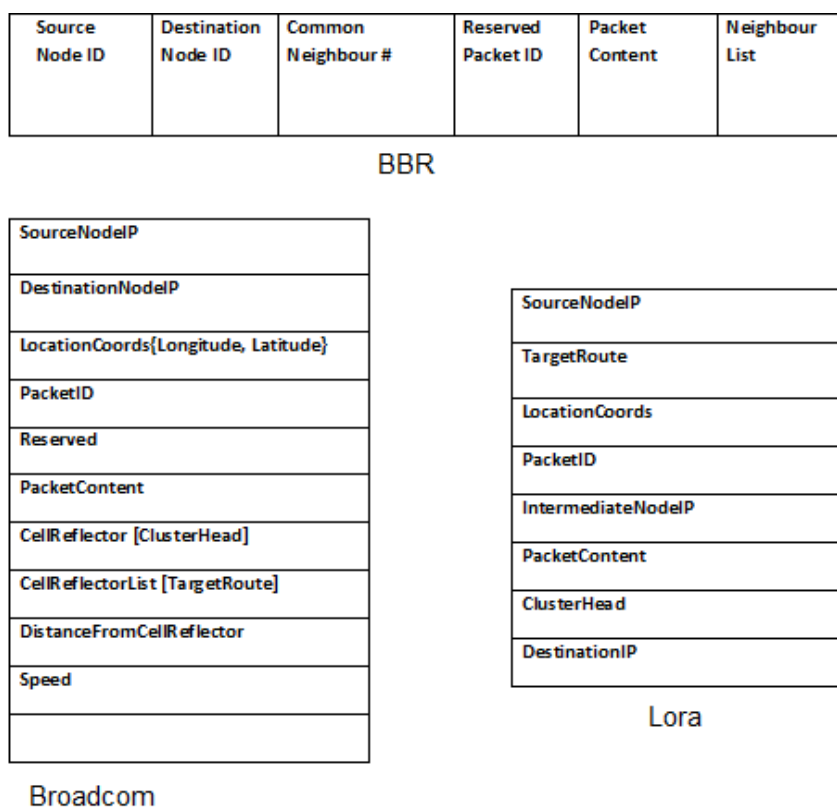 Source Node ID
Destination Node ID
Common Neighbour #
Reserved Packet ID
Packet Content
Neighbour List
BBR
SourceNodeIP
DestinationNodeIP
LocationCoords{Longitude, Latitude}
PacketID
Reserved
PacketContent
CellReflector [ClusterHead]
CellReflectorList [TargetRoute]
DistanceFromCellReflector
Speed
Broadcom
SourceNodeIP
TargetRoute
LocationCoords
PacketID
IntermediateNodeIP
PacketContent
ClusterHead
DestinationIP
Lora